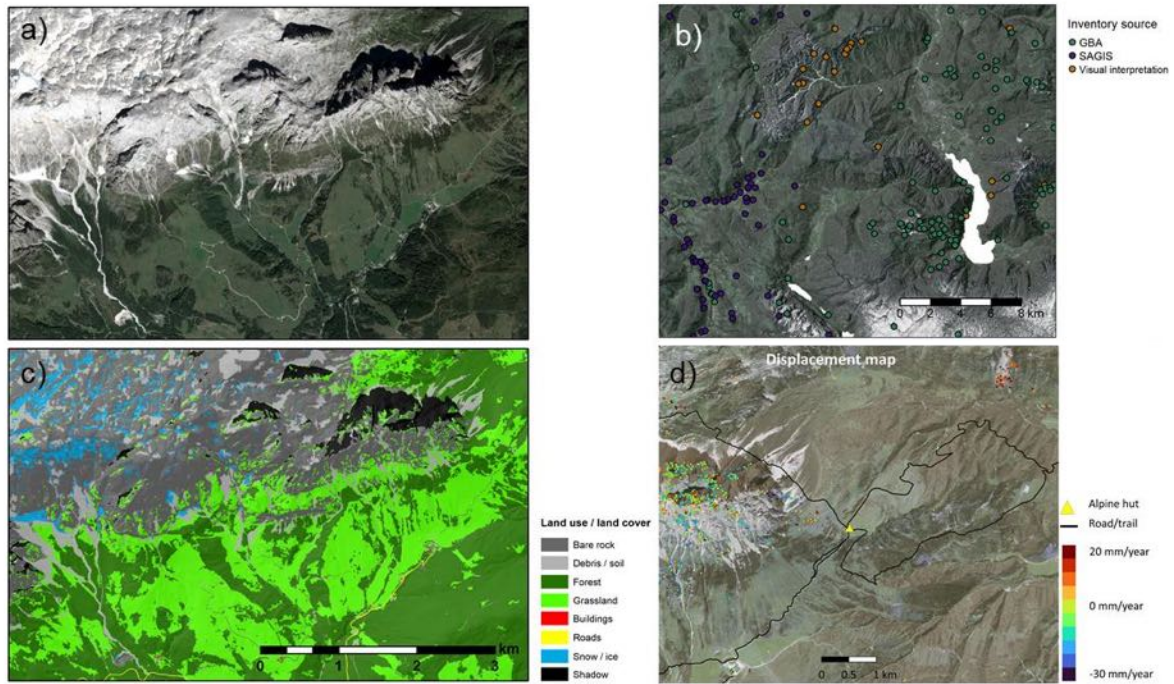 a)
b)
Inventory source
GBA
SAGIS
Visual interpretation
0 2 4 6 8 km
c)
Land use / land cover
Bare rock
Debris / soil
Forest
Grassland
Buildings
Roads
Snow / ice
Shadow
0 1 2 3
km
d)
Displacement map
Alpine hut
Road/trail
20 mm/year
0 mm/year
-30 mm/year
0 0.5 1 km